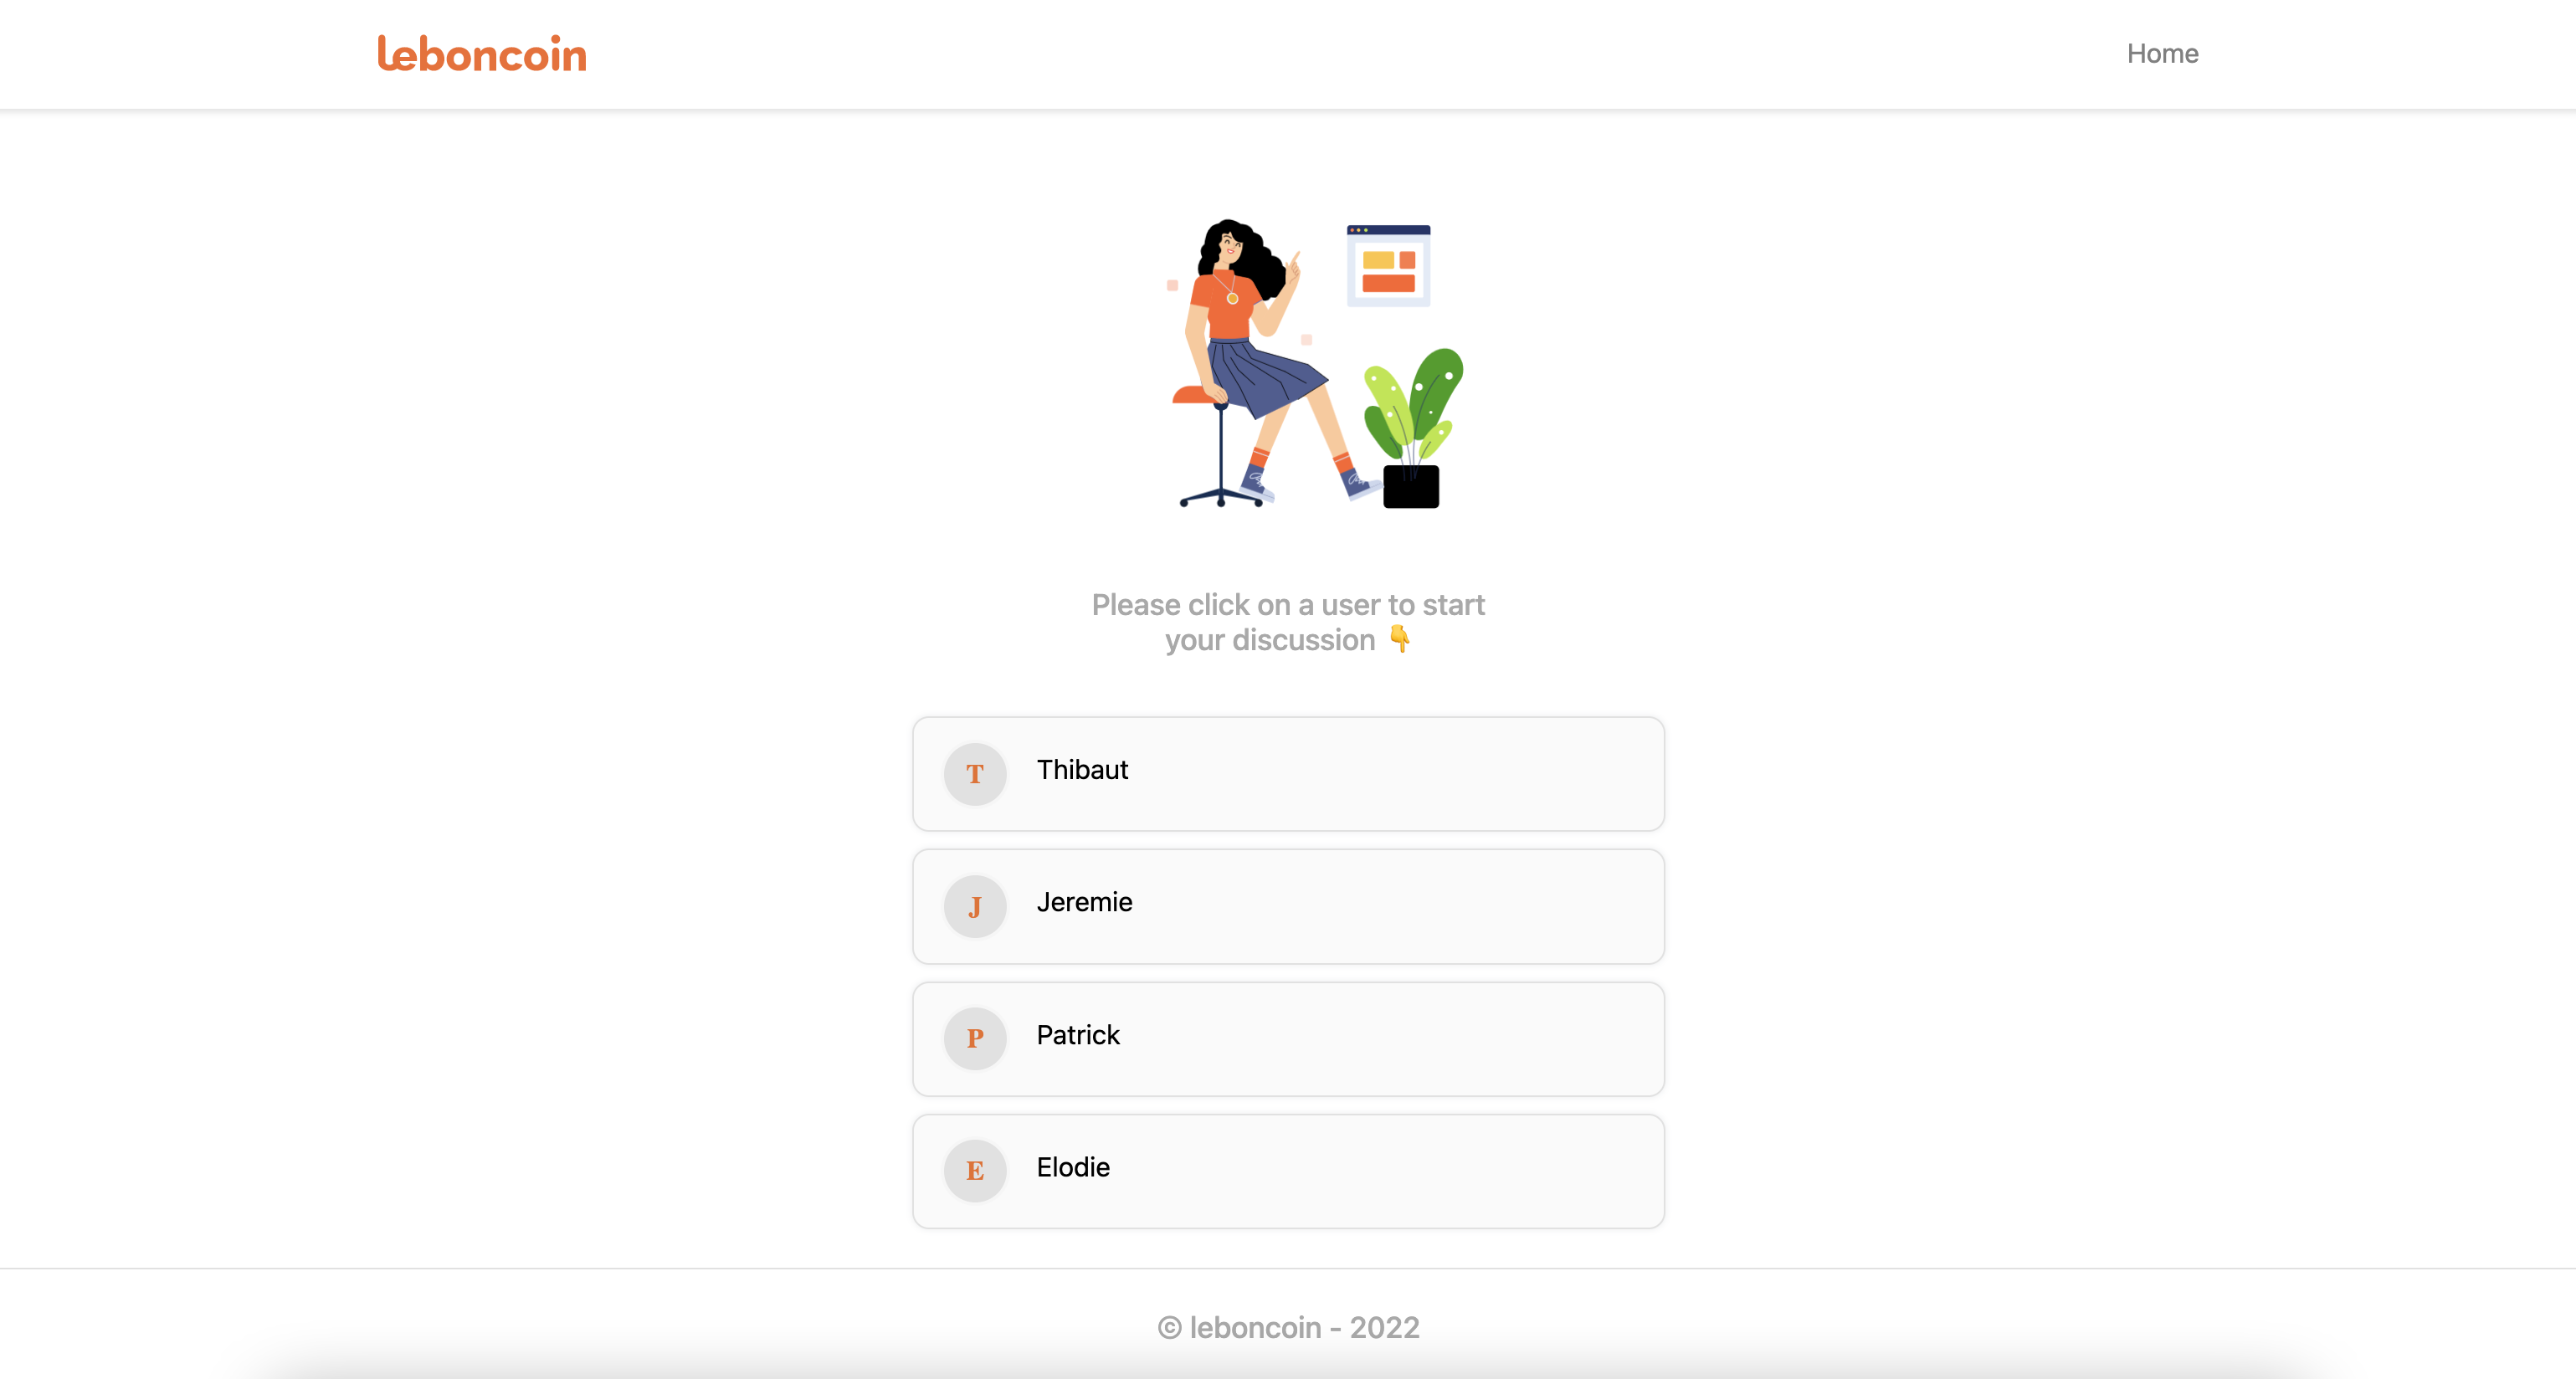 leboncoin
Home
Please click on a user to start
your discussion 👇
T
Thibaut
J
Jeremie
P
Patrick
E
Elodie
© leboncoin - 2022